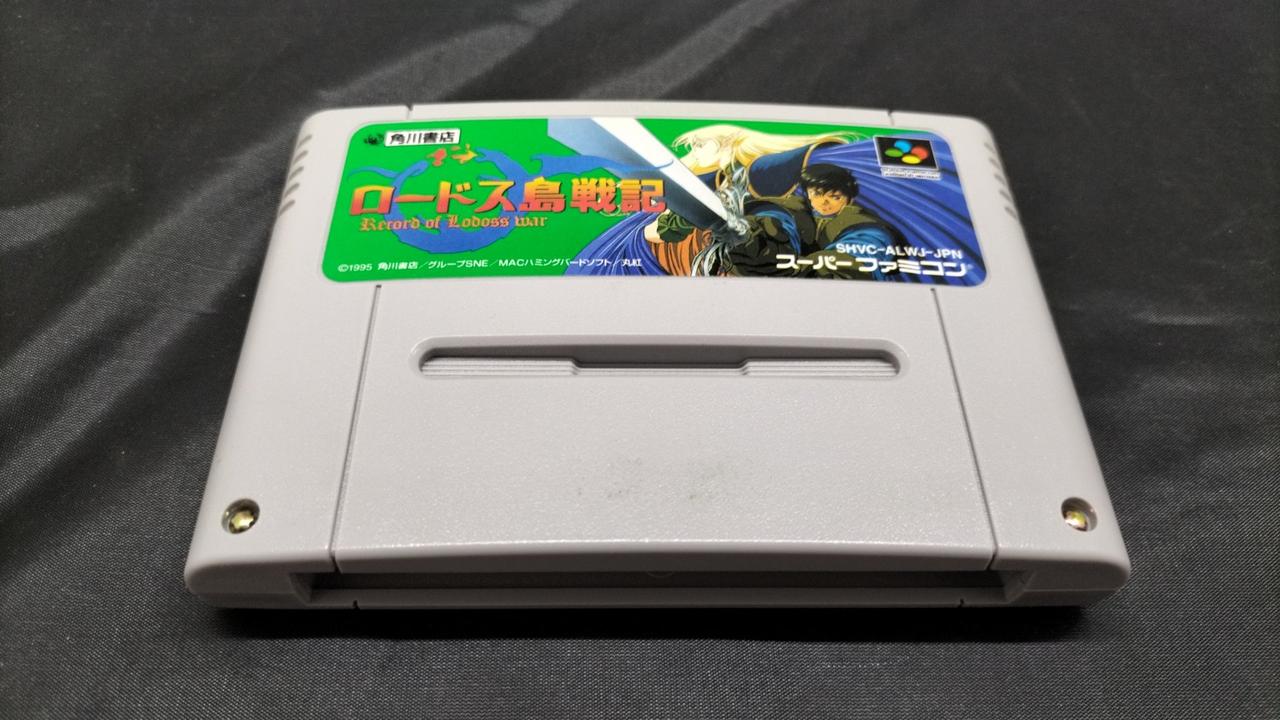 角川書店
ロードス島戦記
Record of Lodoss war
©1995 角川書店／グループSNE／MACハミングバードソフト／丸紅
SHVC-ALWJ-JPN
スーパーファミコン